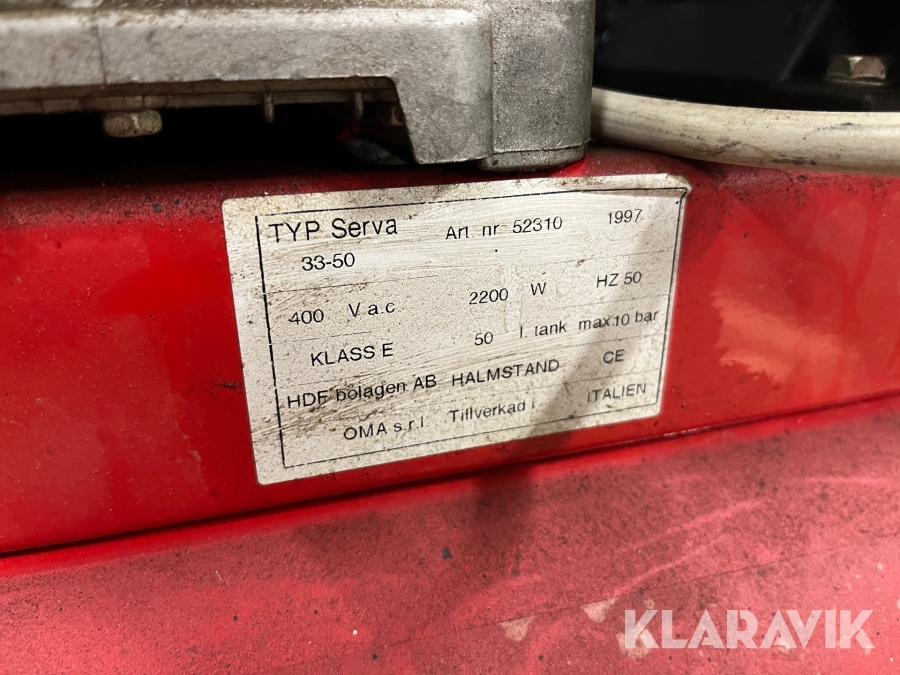 TYP Serva Art nr 52310 1997
33-50
400 V a.c 2200 W HZ 50
KLASS E 50 l. tank max.10 bar
HDF bolagen AB HALMSTAND CE
OMA s.r.l Tillverkad i ITALIEN
KLARAVIK